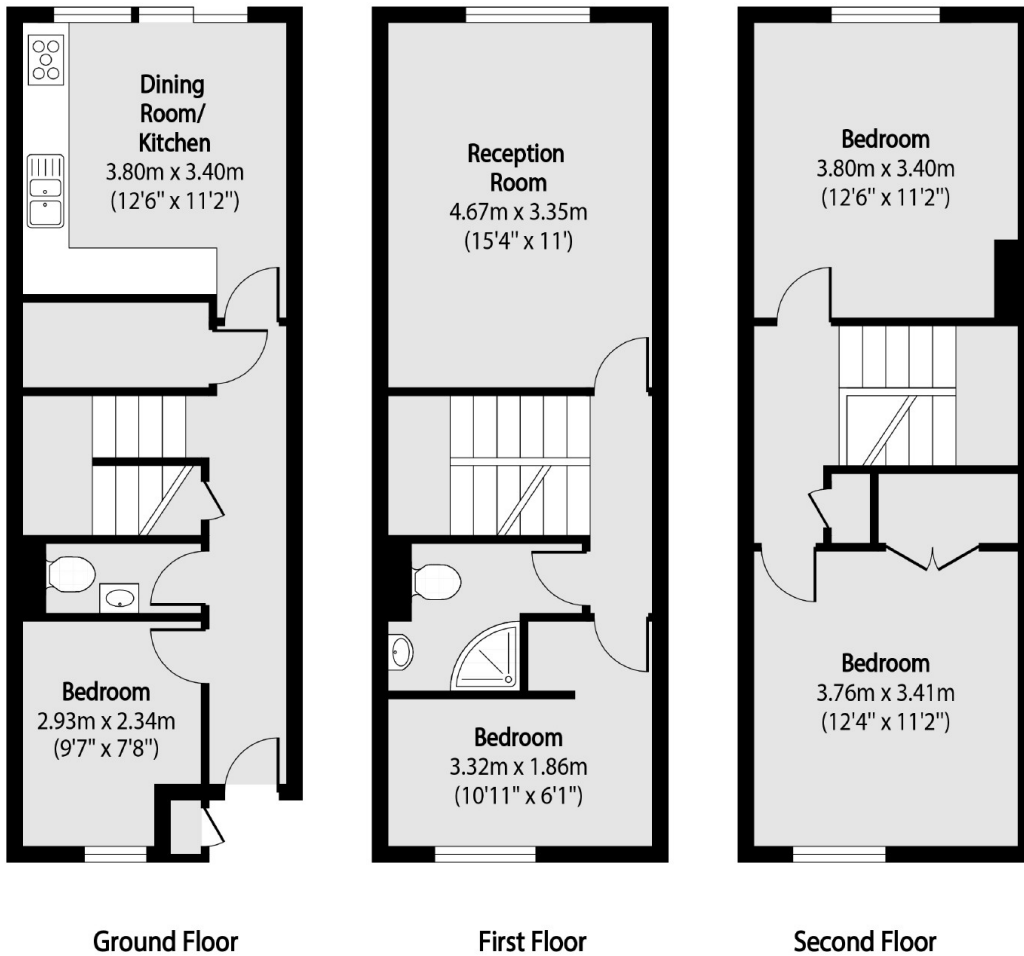 Dining
Room/
Kitchen
3.80m x 3.40m
(12'6" x 11'2")
Bedroom
2.93m x 2.34m
(9'7" x 7'8")
Ground Floor
Reception
Room
4.67m x 3.35m
(15'4" x 11')
Bedroom
3.32m x 1.86m
(10'11" x 6'1")
First Floor
Bedroom
3.80m x 3.40m
(12'6" x 11'2")
Bedroom
3.76m x 3.41m
(12'4" x 11'2")
Second Floor